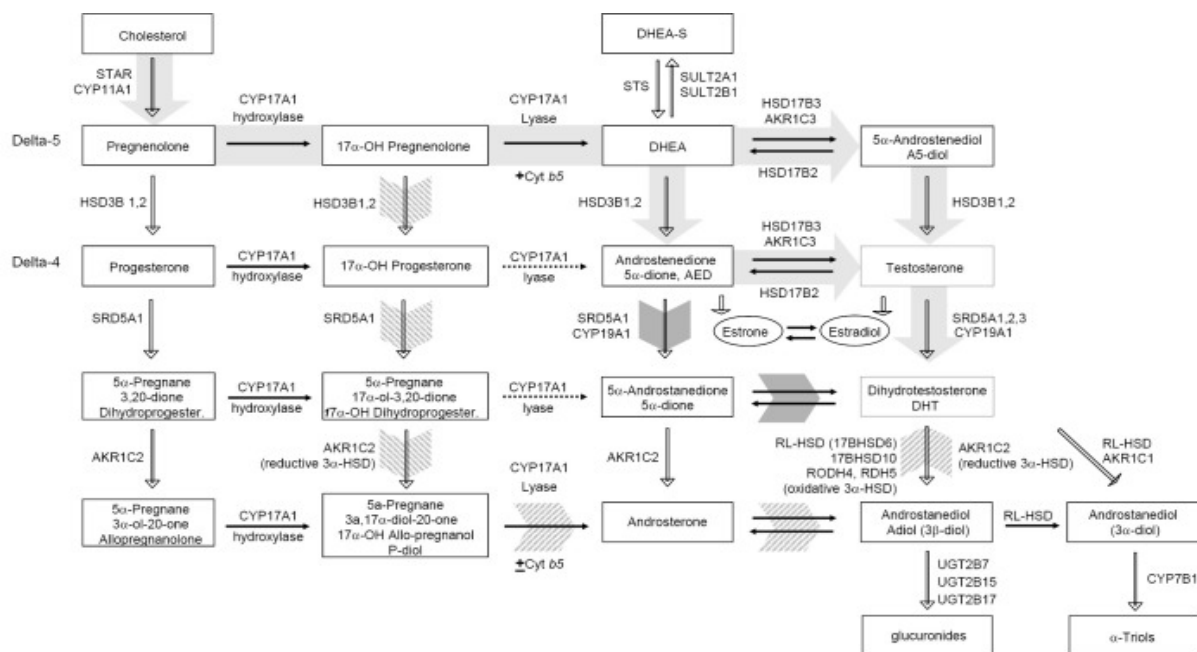 Cholesterol
DHEA-S
STAR
CYP11A1
STS
SULT2A1
SULT2B1
CYP17A1
hydroxylase
CYP17A1
Lyase
HSD17B3
AKR1C3
Delta-5
Pregnenolone
17α-OH Pregnenolone
DHEA
5α-Androstenediol
A5-diol
+Cyt b5
HSD17B2
HSD3B 1,2
HSD3B1,2
HSD3B1,2
HSD3B1,2
HSD17B3
AKR1C3
Delta-4
Progesterone
CYP17A1
hydroxylase
17α-OH Progesterone
CYP17A1
lyase
Androstenedione
5α-dione, AED
Testosterone
HSD17B2
SRD5A1
SRD5A1
SRD5A1
CYP19A1
Estrone
Estradiol
SRD5A1,2,3
CYP19A1
5α-Pregnane
3,20-dione
Dihydroprogester.
CYP17A1
hydroxylase
5α-Pregnane
17α-ol-3,20-dione
17α-OH Dihydroprogester.
CYP17A1
lyase
5α-Androstanedione
5α-dione
Dihydrotestosterone
DHT
AKR1C2
AKR1C2
(reductive 3α-HSD)
CYP17A1
Lyase
AKR1C2
RL-HSD (17BHSD6)
17BHSD10
RODH4, RDH5
(oxidative 3α-HSD)
AKR1C2
(reductive 3α-HSD)
RL-HSD
AKR1C1
5α-Pregnane
3α-ol-20-one
Allopregnanolone
CYP17A1
hydroxylase
5a-Pregnane
3a,17α-diol-20-one
17α-OH Allo-pregnanol
P-diol
±Cyt b5
Androsterone
Androstanediol
Adiol (3β-diol)
RL-HSD
Androstanediol
(3α-diol)
UGT2B7
UGT2B15
UGT2B17
CYP7B1
glucuronides
α-Triols